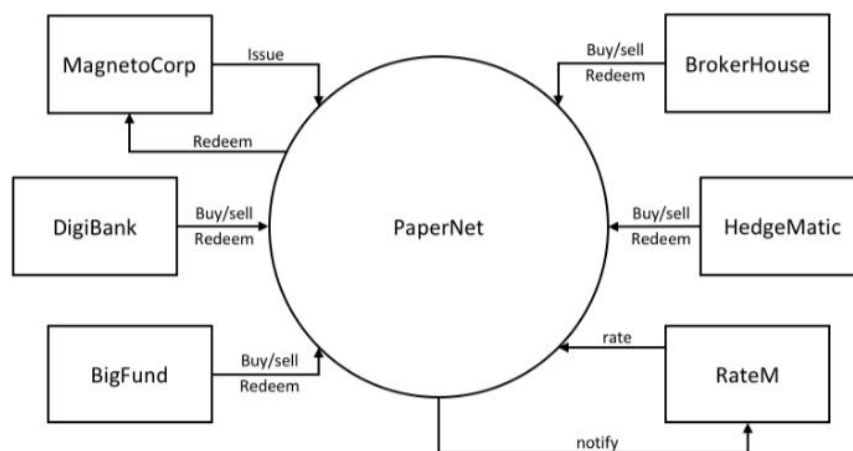 MagnetoCorp
Issue
Redeem
Buy/sell
Redeem
BrokerHouse
DigiBank
Buy/sell
Redeem
PaperNet
Buy/sell
Redeem
HedgeMatic
BigFund
Buy/sell
Redeem
rate
RateM
notify